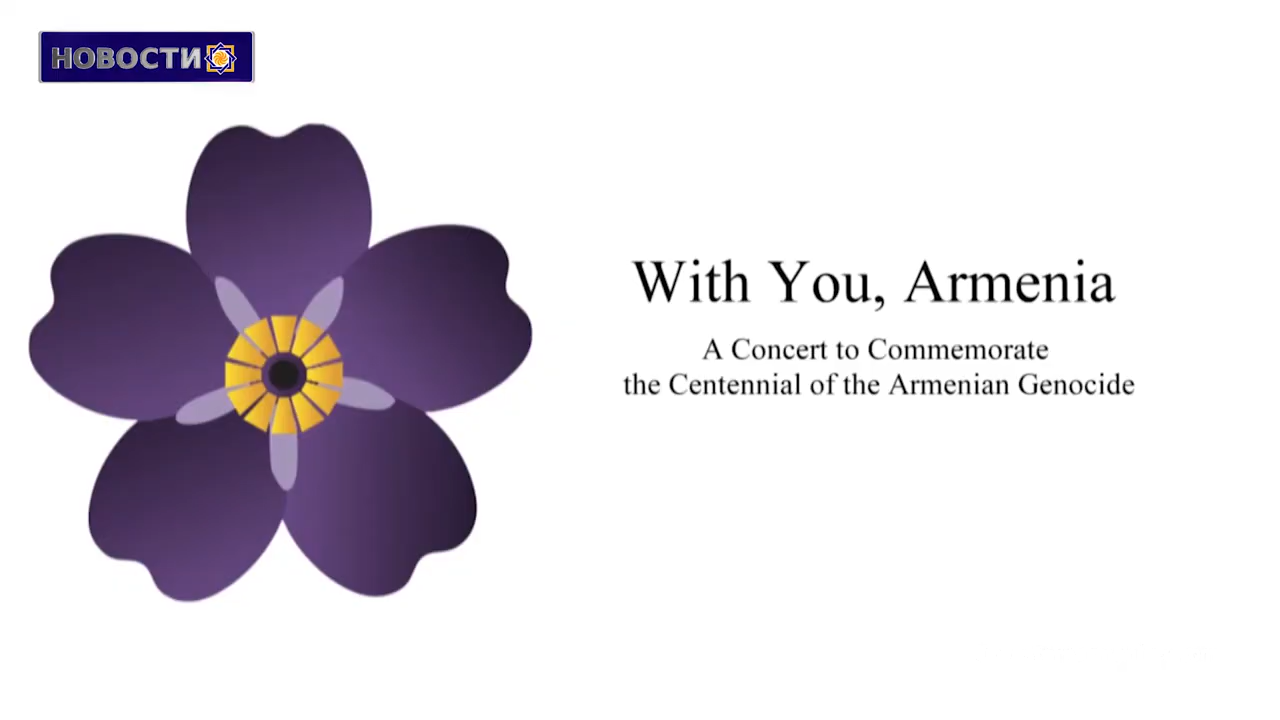 НОВОСТИ
With You, Armenia
A Concert to Commemorate
the Centennial of the Armenian Genocide